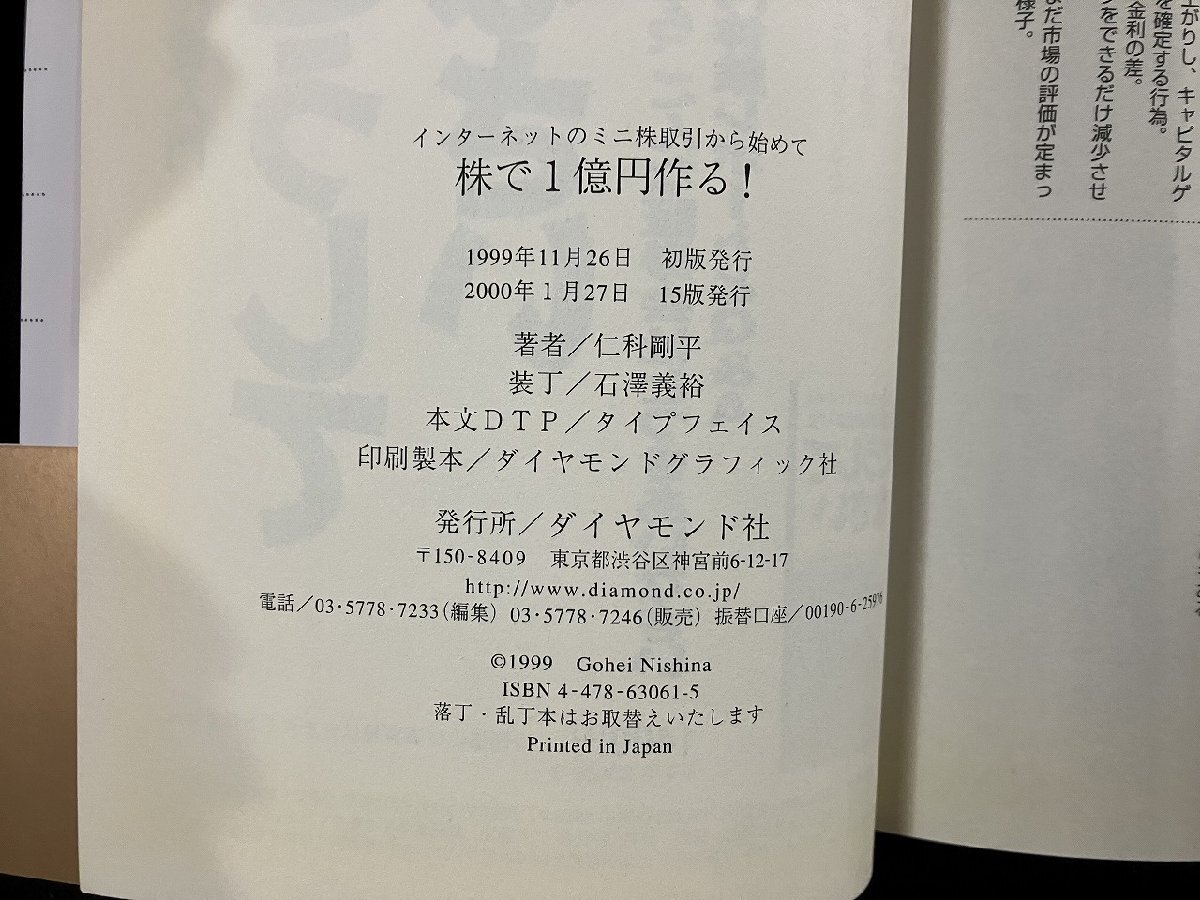 インターネットのミニ株取引から始めて
株で1億円作る!
1999年11月26日 初版発行
2000年1月27日 15版発行
著者/仁科剛平
装丁/石澤義裕
本文DTP/タイプフェイス
印刷製本/ダイヤモンドグラフィック社
発行所/ダイヤモンド社
〒150-8409 東京都渋谷区神宮前6-12-17
http://www.diamond.co.jp/
電話/03・5778・7233(編集) 03・5778・7246(販売) 振替口座/00190-6-25976
©1999 Gohei Nishina
ISBN 4-478-63061-5
落丁・乱丁本はお取替えいたします
Printed in Japan
がりし、キャピタルゲ
を確定する行為。
金利の差。
をできるだけ減少させ
まだ市場の評価が定まっ
様子。